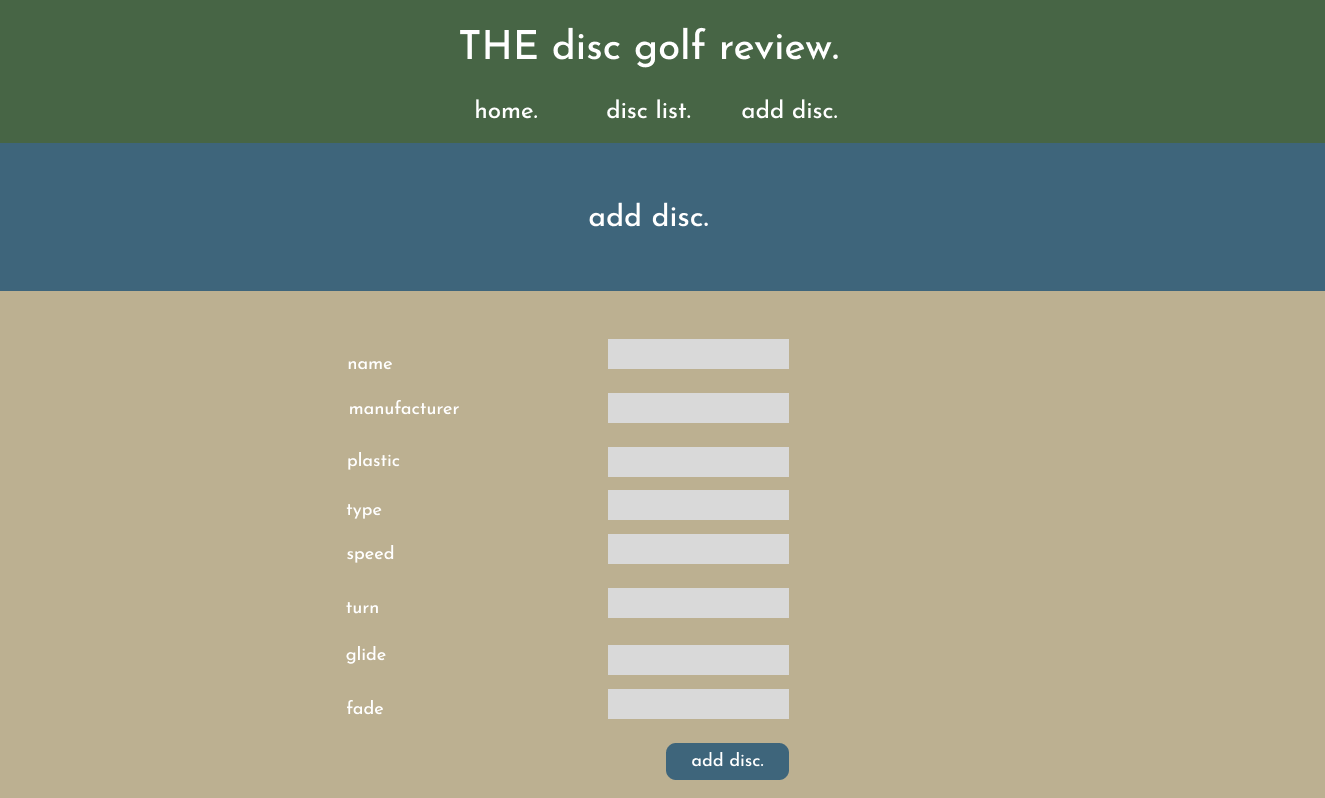 THE disc golf review.
home. disc list. add disc.
add disc.
name
manufacturer
plastic
type
speed
turn
glide
fade
add disc.